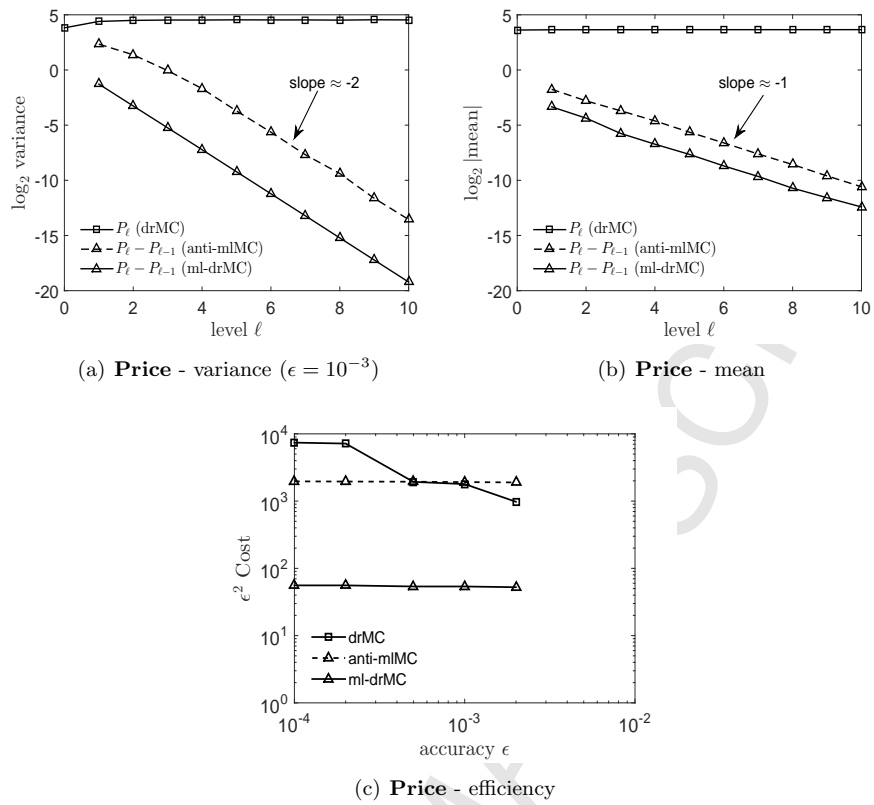 5
0
-5
-10
-15
-20
0 2 4 6 8 10
level ℓ
log₂ variance
slope ≈ -2
P_ℓ (drMC)
P_ℓ − P_{ℓ−1} (anti-mlMC)
P_ℓ − P_{ℓ−1} (ml-drMC)
5
0
-5
-10
-15
-20
0 2 4 6 8 10
level ℓ
log₂ |mean|
slope ≈ -1
P_ℓ (drMC)
P_ℓ − P_{ℓ−1} (anti-mlMC)
P_ℓ − P_{ℓ−1} (ml-drMC)
(a) Price - variance (ϵ = 10⁻³)
(b) Price - mean
10⁴
10³
10²
10¹
10⁰
10⁻⁴ 10⁻³ 10⁻²
accuracy ϵ
ϵ² Cost
drMC
anti-mlMC
ml-drMC
(c) Price - efficiency